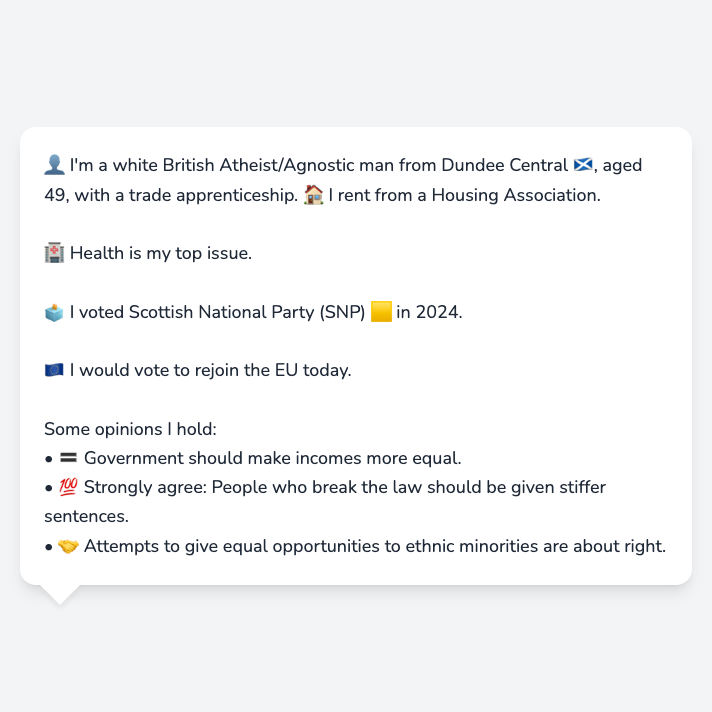 👤 I'm a white British Atheist/Agnostic man from Dundee Central 🏴󠁧󠁢󠁳󠁣󠁴󠁿, aged
49, with a trade apprenticeship. 🏠 I rent from a Housing Association.
🏥 Health is my top issue.
🗳️ I voted Scottish National Party (SNP) 🟨 in 2024.
🇪🇺 I would vote to rejoin the EU today.
Some opinions I hold:
• 🟰 Government should make incomes more equal.
• 💯 Strongly agree: People who break the law should be given stiffer
sentences.
• 🤝 Attempts to give equal opportunities to ethnic minorities are about right.